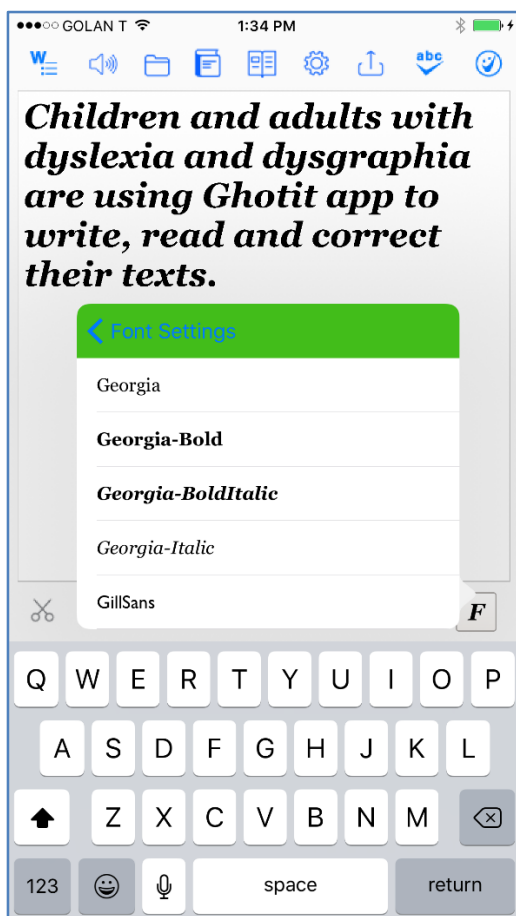 GOLAN T 1:34 PM
W abc
Children and adults with
dyslexia and dysgraphia
are using Ghotit app to
write, read and correct
their texts.
Font Settings
Georgia
Georgia-Bold
Georgia-BoldItalic
Georgia-Italic
GillSans
F
Q W E R T Y U I O P
A S D F G H J K L
Z X C V B N M
123 space return